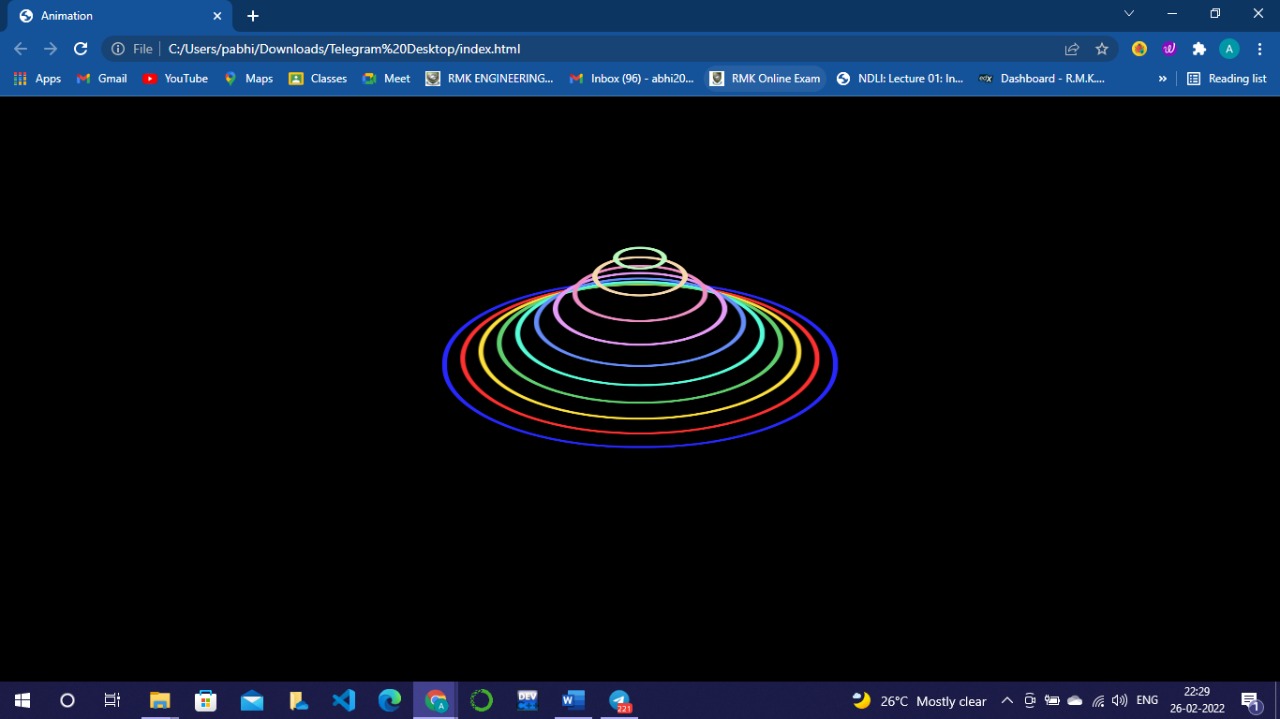 Animation
File C:/Users/pabhi/Downloads/Telegram%20Desktop/index.html A
Apps Gmail YouTube Maps Classes Meet RMK ENGINEERING... Inbox (96) - abhi20... RMK Online Exam NDLI: Lecture 01: In... edX Dashboard - R.M.K.... » Reading list
DEV W 221 26°C Mostly clear ENG 22:29
26-02-2022 1